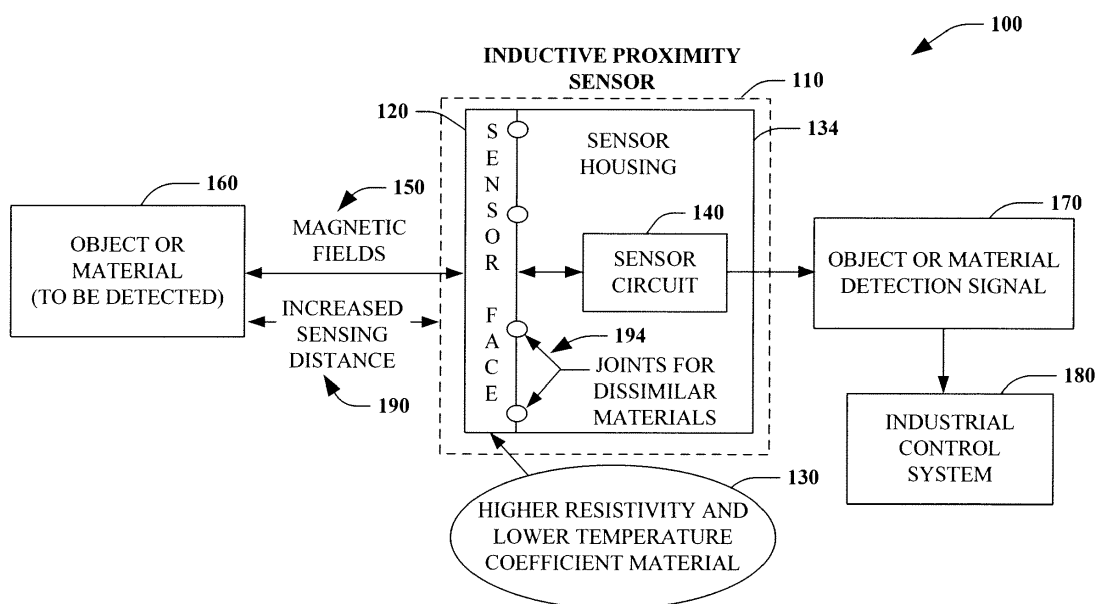 100
INDUCTIVE PROXIMITY
SENSOR
110
120
SENSOR FACE
SENSOR
HOUSING
134
160
OBJECT OR
MATERIAL
(TO BE DETECTED)
150
MAGNETIC
FIELDS
INCREASED
SENSING
DISTANCE
190
140
SENSOR
CIRCUIT
194
JOINTS FOR
DISSIMILAR
MATERIALS
170
OBJECT OR MATERIAL
DETECTION SIGNAL
180
INDUSTRIAL
CONTROL
SYSTEM
130
HIGHER RESISTIVITY AND
LOWER TEMPERATURE
COEFFICIENT MATERIAL